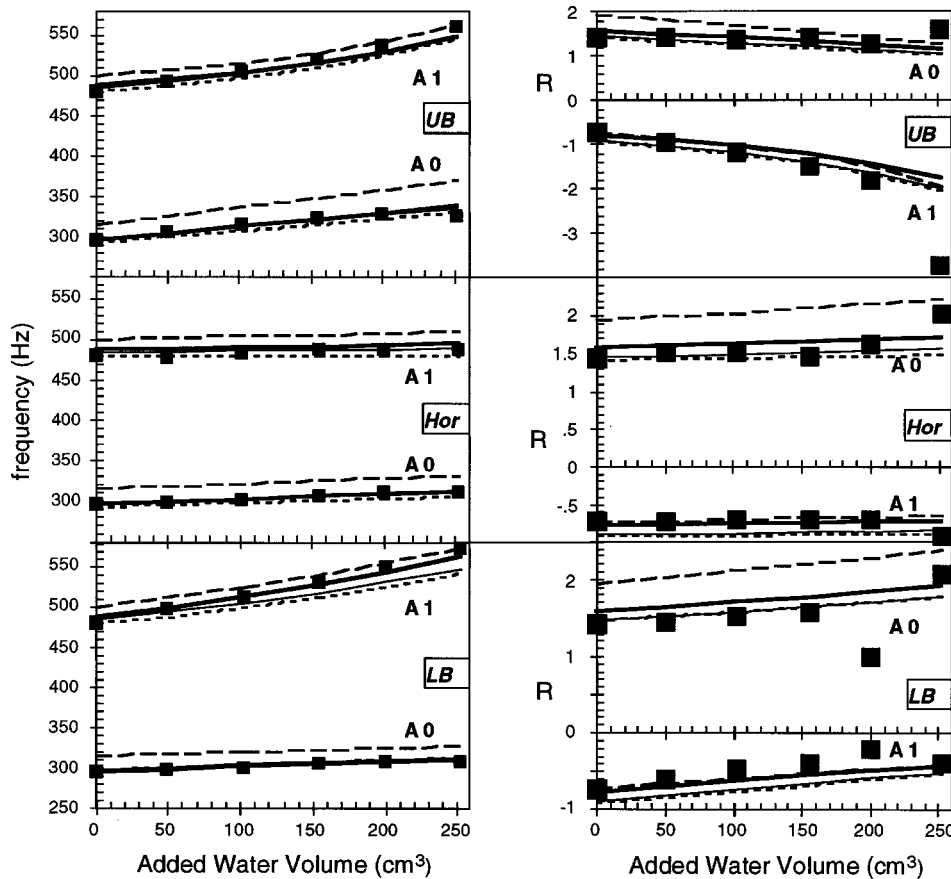 550
500
450
400
350
300
A 1
UB
A 0
550
500
450
400
350
300
A 1
Hor
A 0
550
500
450
400
350
300
250
A 1
LB
A 0
0 50 100 150 200 250
Added Water Volume (cm3)
frequency (Hz)
2
1
0
-1
-2
-3
R
A 0
UB
A 1
2
1.5
1
.5
0
-.5
R
A 0
Hor
A 1
2
1
0
-1
R
A 0
LB
A 1
0 50 100 150 200 250
Added Water Volume (cm3)